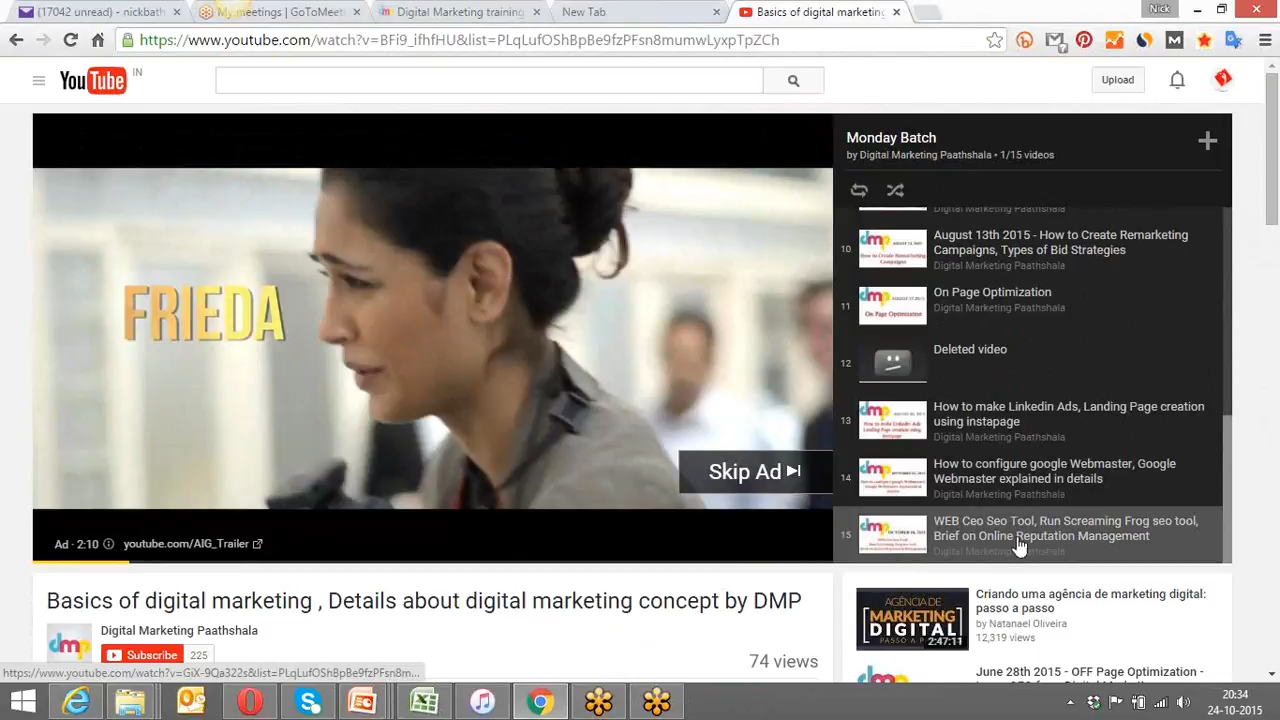 (17042 unread) - nickbath
My meetings | GoToMeet
Digital Marketing training
New Tab
Basics of digital marketing
Nick
https://www.youtube.com/watch?v=BFi9_ifhfHU&list=PLqLufOShBpBe9fzPFsn8mumwLyxpTpZCh
YouTube IN
Upload
Monday Batch
by Digital Marketing Paathshala • 1/15 videos
Digital Marketing Paathshala
10
August 13th 2015 - How to Create Remarketing
Campaigns, Types of Bid Strategies
Digital Marketing Paathshala
11
On Page Optimization
Digital Marketing Paathshala
12
Deleted video
13
How to make Linkedin Ads, Landing Page creation
using instapage
Digital Marketing Paathshala
14
How to configure google Webmaster, Google
Webmaster explained in details
Digital Marketing Paathshala
15
WEB Ceo Seo Tool, Run Screaming Frog seo tool,
Brief on Online Reputation Management
Digital Marketing Paathshala
FRIEDA
Skip Ad
Ad · 2:10
youtube.com/AIGITrailer
Basics of digital marketing , Details about digital marketing concept by DMP
Digital Marketing Paathshala
Subscribe 225
74 views
AGÊNCIA DE
MARKETING
DIGITAL
PASSO A PASSO
2:47:11
Criando uma agência de marketing digital:
passo a passo
by Natanael Oliveira
12,319 views
June 28th 2015 - OFF Page Optimization -
https://www.youtube.com/watch?v=GiX-9Qa322s&list=PLqLufOShBpBe9fzPFsn8m...
20:34
24-10-2015